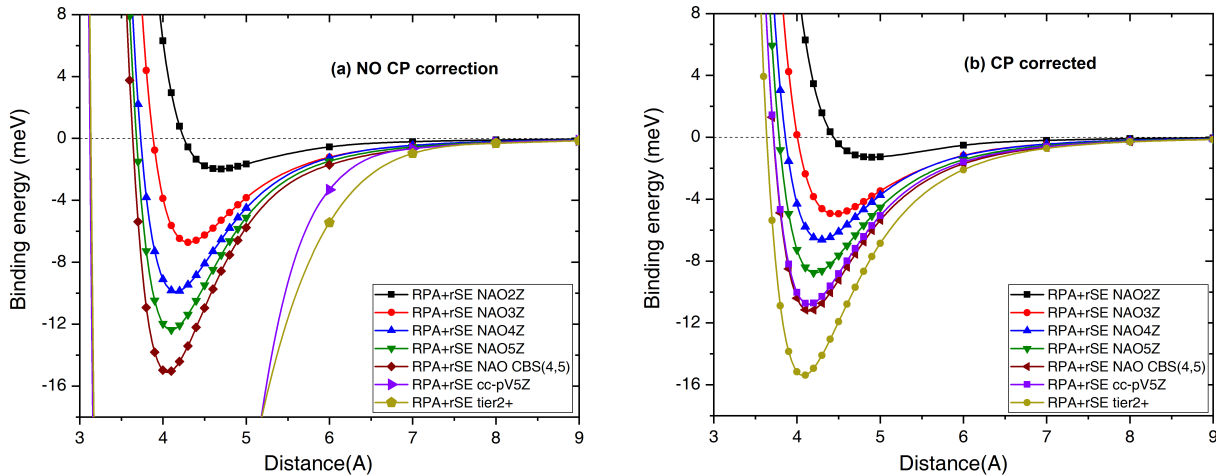 (a) NO CP correction
Binding energy (meV)
8
4
0
-4
-8
-12
-16
RPA+rSE NAO2Z
RPA+rSE NAO3Z
RPA+rSE NAO4Z
RPA+rSE NAO5Z
RPA+rSE NAO CBS(4,5)
RPA+rSE cc-pV5Z
RPA+rSE tier2+
3 4 5 6 7 8 9
Distance(A)
(b) CP corrected
Binding energy (meV)
8
4
0
-4
-8
-12
-16
RPA+rSE NAO2Z
RPA+rSE NAO3Z
RPA+rSE NAO4Z
RPA+rSE NAO5Z
RPA+rSE NAO CBS(4,5)
RPA+rSE cc-pV5Z
RPA+rSE tier2+
3 4 5 6 7 8 9
Distance(A)